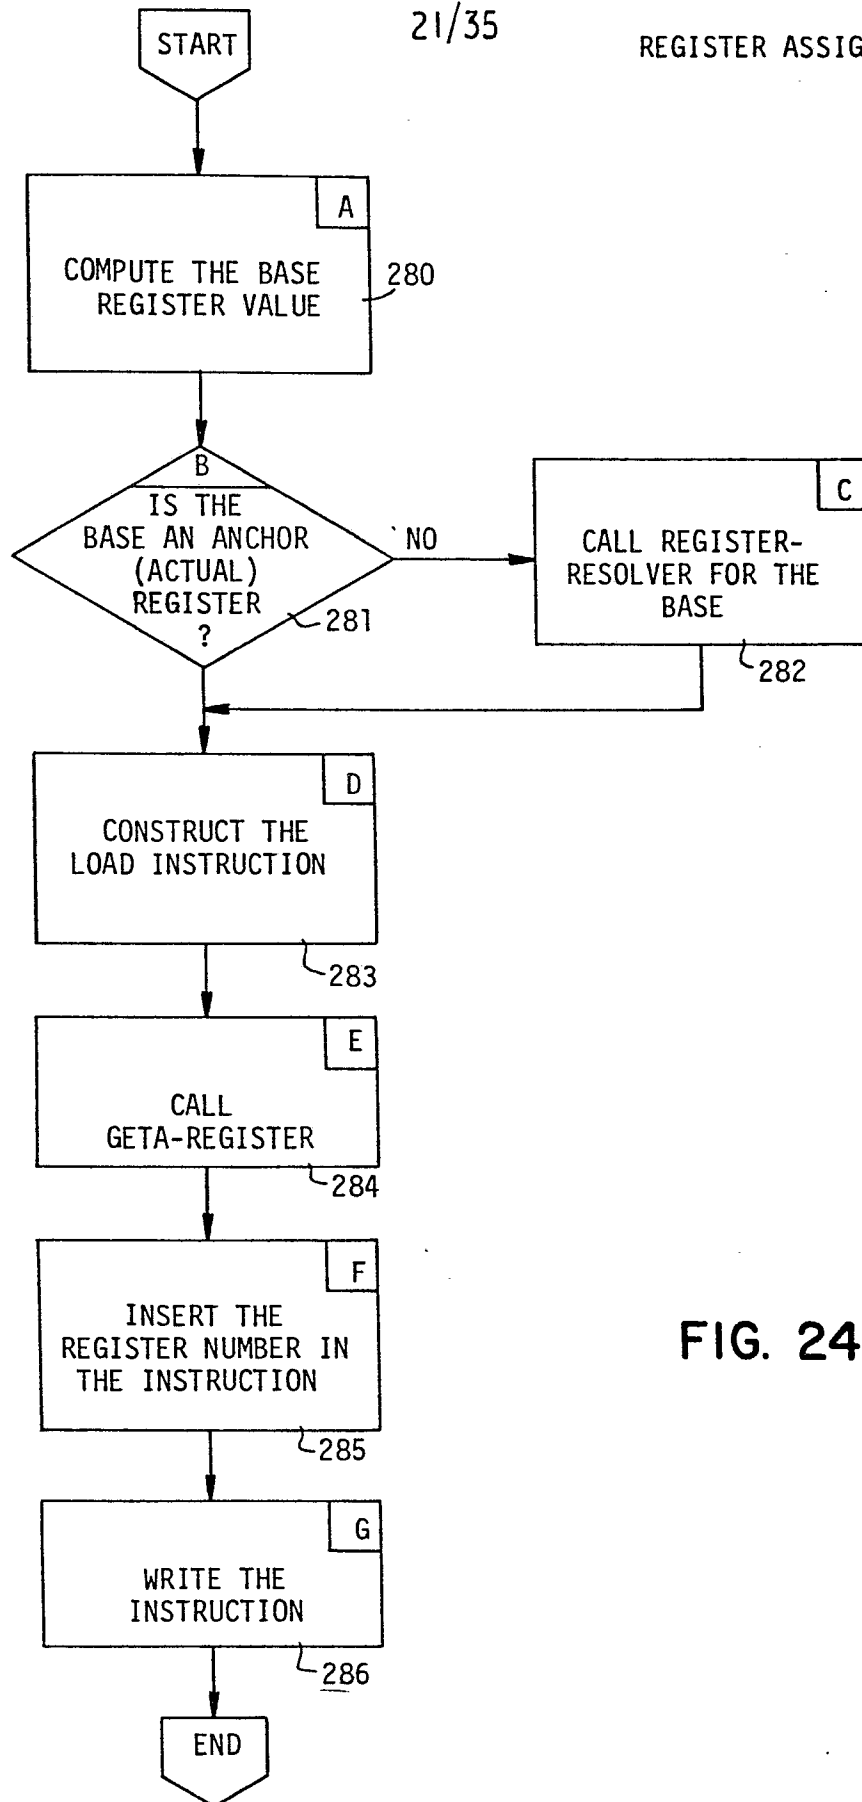 21/35
REGISTER ASSIG
START
A
COMPUTE THE BASE
REGISTER VALUE
280
B
IS THE
BASE AN ANCHOR
(ACTUAL)
REGISTER
?
281
NO
C
CALL REGISTER-
RESOLVER FOR THE
BASE
282
D
CONSTRUCT THE
LOAD INSTRUCTION
283
E
CALL
GETA-REGISTER
284
F
INSERT THE
REGISTER NUMBER IN
THE INSTRUCTION
285
FIG. 24
G
WRITE THE
INSTRUCTION
286
END